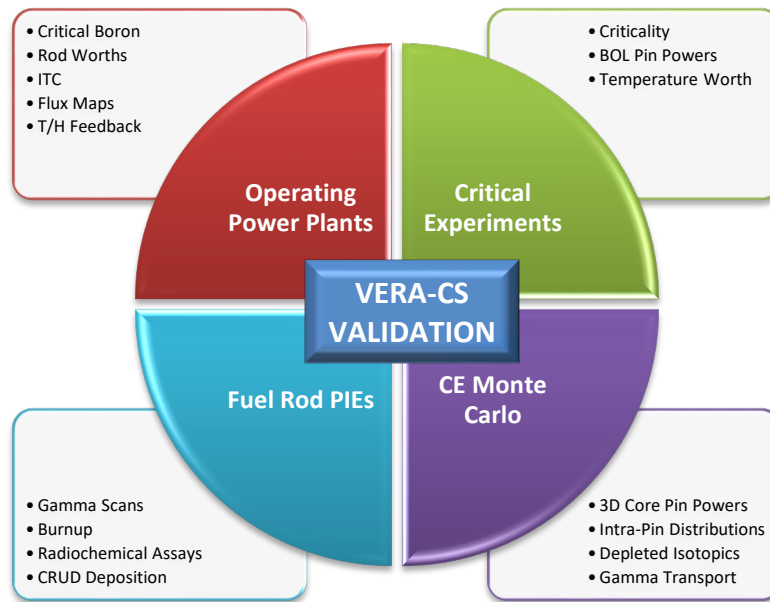 • Critical Boron
• Rod Worths
• ITC
• Flux Maps
• T/H Feedback
• Criticality
• BOL Pin Powers
• Temperature Worth
Operating
Power Plants
Critical
Experiments
VERA-CS
VALIDATION
Fuel Rod PIEs
CE Monte
Carlo
• Gamma Scans
• Burnup
• Radiochemical Assays
• CRUD Deposition
• 3D Core Pin Powers
• Intra-Pin Distributions
• Depleted Isotopics
• Gamma Transport